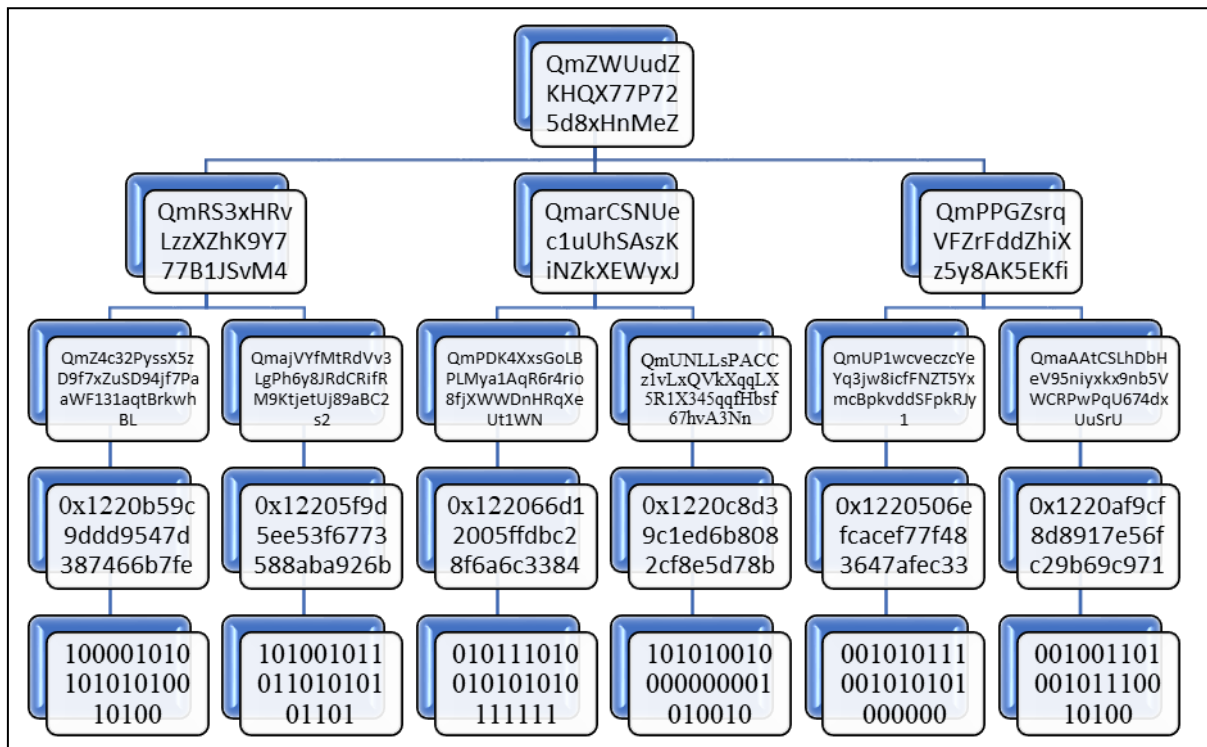 QmZWUudZ
KHQX77P72
5d8xHnMeZ
QmRS3xHRv
LzzXZhK9Y7
77B1JSvM4
QmarCSNUe
c1uUhSAszK
iNZkXEWyxJ
QmPPGZsrq
VFZrFddZhiX
z5y8AK5EKfi
QmZ4c32PyssX5z
D9f7xZuSD94jf7Pa
aWF131aqtBrkwh
BL
QmajVYfMtRdVv3
LgPh6y8JRdCRifR
M9KtjetUj89aBC2
s2
QmPDK4XxsGoLB
PLMya1AqR6r4rio
8fjXWWDnHRqXe
Ut1WN
QmUNLLsPACC
z1vLxQVkXqqLX
5R1X345qqfHbsf
67hvA3Nn
QmUP1wcveczcYe
Yq3jw8icfFNZT5Yx
mcBpkvddSFpkRJy
1
QmaAAtCSLhDbH
eV95niyxkx9nb5V
WCRPwPqU674dx
UuSrU
0x1220b59c
9ddd9547d
387466b7fe
0x12205f9d
5ee53f6773
588aba926b
0x122066d1
2005ffdbc2
8f6a6c3384
0x1220c8d3
9c1ed6b808
2cf8e5d78b
0x1220506e
fcacef77f48
3647afec33
0x1220af9cf
8d8917e56f
c29b69c971
100001010
101010100
10100
101001011
011010101
01101
010111010
010101010
111111
101010010
000000001
010010
001010111
001010101
000000
001001101
001011100
10100